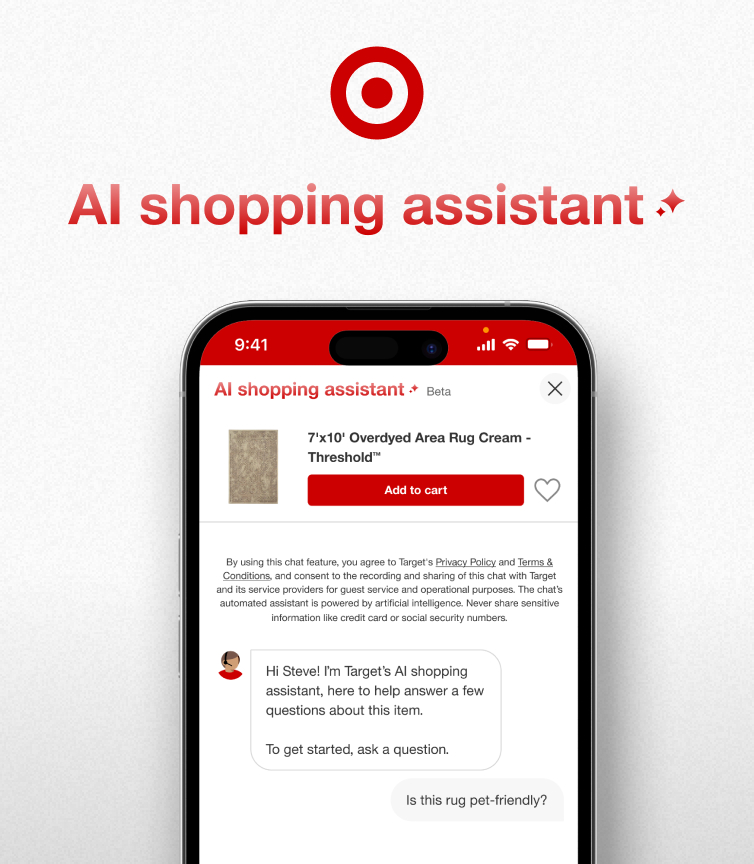 AI shopping assistant
9:41
AI shopping assistant Beta
7'x10' Overdyed Area Rug Cream -
Threshold™
Add to cart
By using this chat feature, you agree to Target's Privacy Policy and Terms &
Conditions, and consent to the recording and sharing of this chat with Target
and its service providers for guest service and operational purposes. The chat's
automated assistant is powered by artificial intelligence. Never share sensitive
information like credit card or social security numbers.
Hi Steve! I'm Target's AI shopping
assistant, here to help answer a few
questions about this item.
To get started, ask a question.
Is this rug pet-friendly?